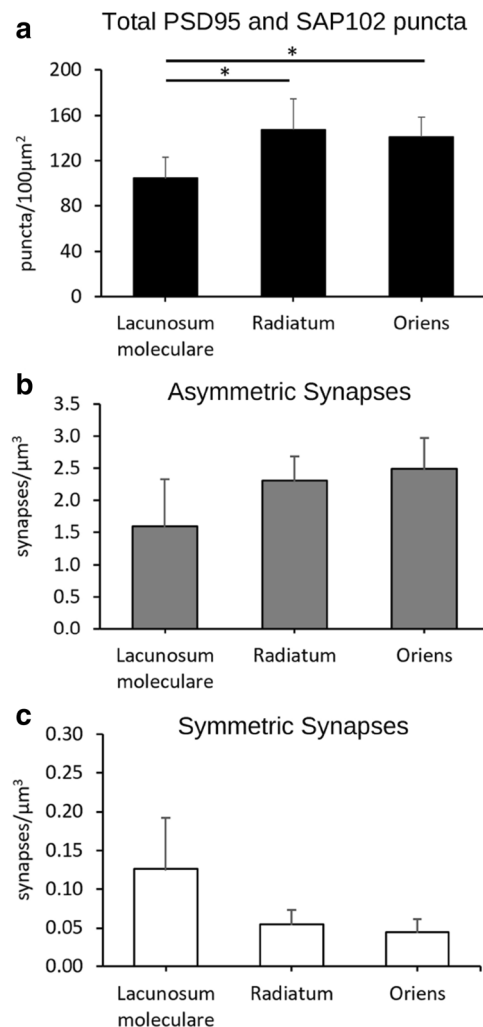 a
Total PSD95 and SAP102 puncta
*
*
puncta/100µm²
200
160
120
80
40
0
Lacunosum moleculare
Radiatum
Oriens
b
Asymmetric Synapses
synapses/µm³
3.5
3.0
2.5
2.0
1.5
1.0
0.5
0.0
Lacunosum moleculare
Radiatum
Oriens
c
Symmetric Synapses
synapses/µm³
0.30
0.25
0.20
0.15
0.10
0.05
0.00
Lacunosum moleculare
Radiatum
Oriens